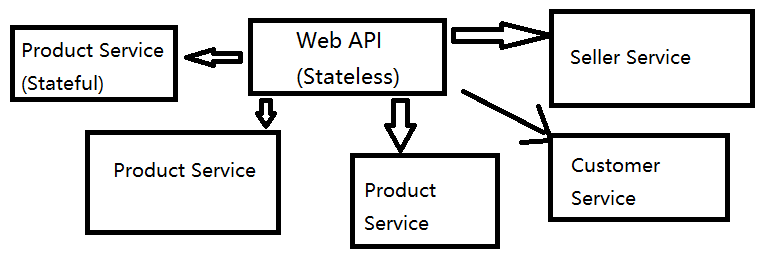 Product Service
(Stateful)
Web API
(Stateless)
Seller Service
Product Service
Product
Service
Customer
Service